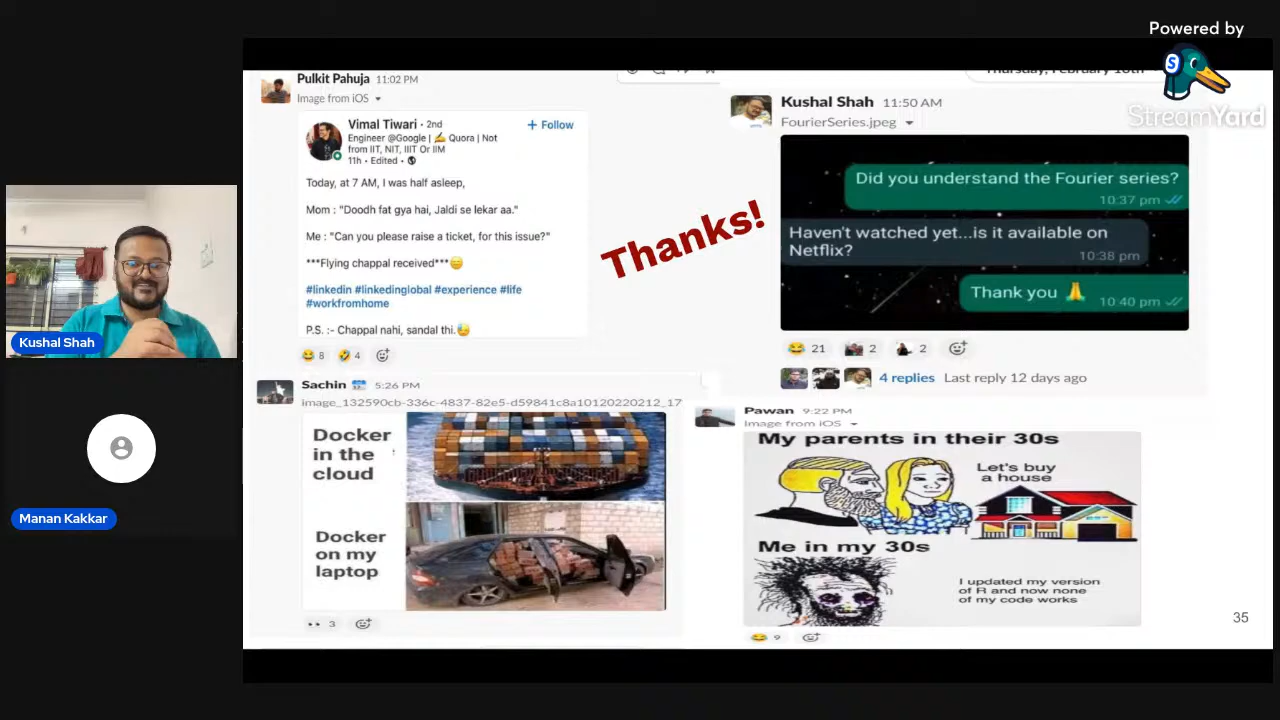 Powered by
StreamYard
Pulkit Pahuja 11:02 PM
Image from iOS
Vimal Tiwari · 2nd
+ Follow
Engineer @Google | ✍ Quora | Not
from IIT, NIT, IIIT Or IIM
11h • Edited •
Today, at 7 AM, I was half asleep,
Mom : "Doodh fat gya hai, Jaldi se lekar aa."
Me : "Can you please raise a ticket, for this issue?"
***Flying chappal received***😅
#linkedin #linkedinglobal #experience #life
#workfromhome
P.S. :- Chappal nahi, sandal thi.😓
😂 8 🤣 4
Thanks!
Kushal Shah 11:50 AM
FourierSeries.jpeg
Did you understand the Fourier series?
10:37 pm
Haven't watched yet...is it available on
Netflix?
10:38 pm
Thank you 🙏
10:40 pm
😂 21 2 2
4 replies Last reply 12 days ago
Sachin 5:26 PM
image_132590cb-336c-4837-82e5-d59841c8a10120220212_17
Docker
in the
cloud
Docker
on my
laptop
👀 3
Pawan 9:22 PM
Image from iOS
My parents in their 30s
Let's buy
a house
Me in my 30s
I updated my version
of R and now none
of my code works
😂 9
35
Kushal Shah
Manan Kakkar